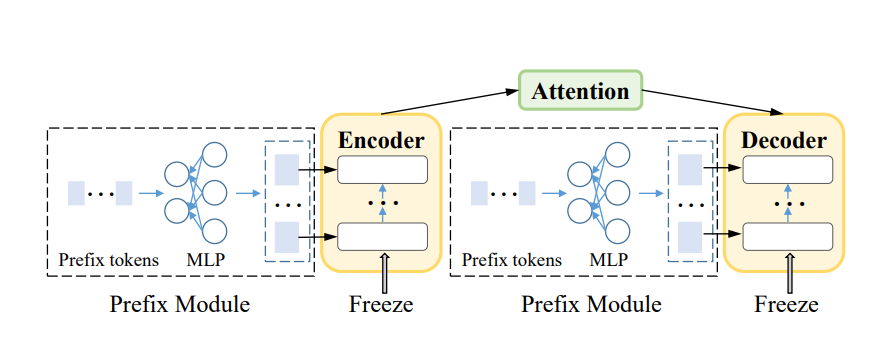 Attention
Encoder
Decoder
...
...
...
...
...
...
Prefix tokens
MLP
Prefix tokens
MLP
Prefix Module
Freeze
Prefix Module
Freeze